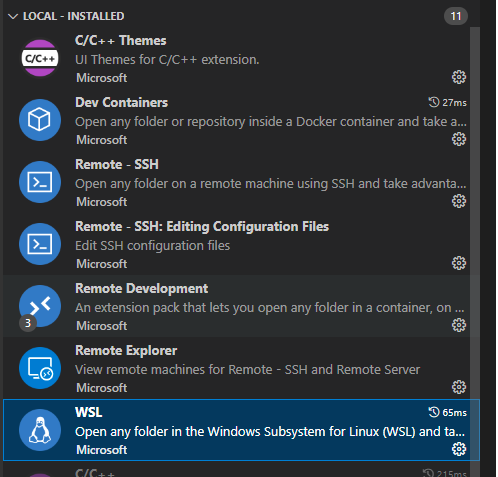 LOCAL - INSTALLED 11
C/C++ Themes
C/C++
UI Themes for C/C++ extension.
Microsoft
Dev Containers 27ms
Open any folder or repository inside a Docker container and take a...
Microsoft
Remote - SSH
Open any folder on a remote machine using SSH and take advanta...
Microsoft
Remote - SSH: Editing Configuration Files
Edit SSH configuration files
Microsoft
Remote Development
An extension pack that lets you open any folder in a container, on ...
3
Microsoft
Remote Explorer
View remote machines for Remote - SSH and Remote Server
Microsoft
WSL 65ms
Open any folder in the Windows Subsystem for Linux (WSL) and ta...
Microsoft
C/C++ 215ms